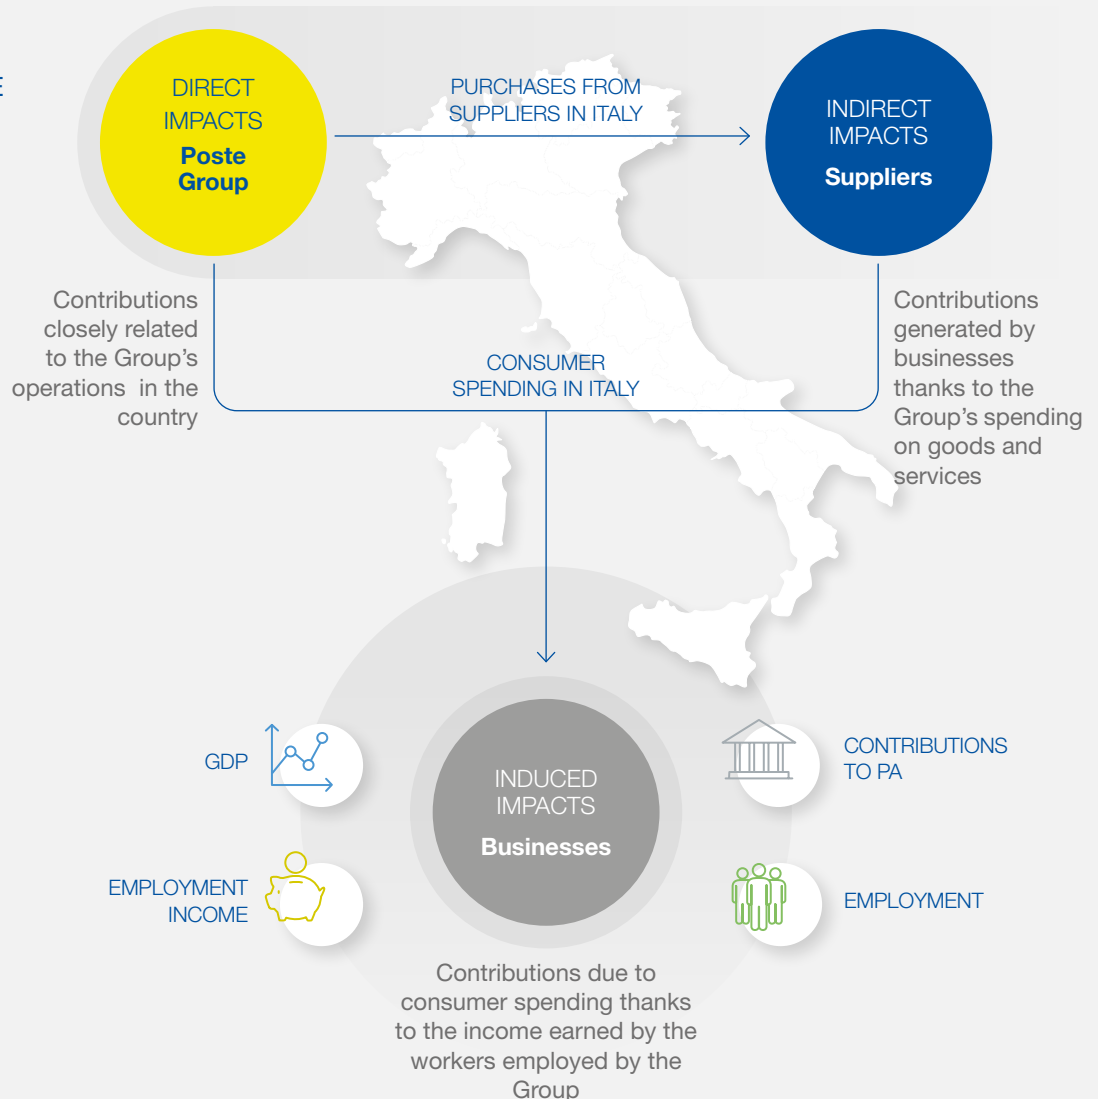 E
DIRECT
IMPACTS
Poste
Group
PURCHASES FROM
SUPPLIERS IN ITALY
INDIRECT
IMPACTS
Suppliers
Contributions
closely related
to the Group's
operations in the
country
CONSUMER
SPENDING IN ITALY
Contributions
generated by
businesses
thanks to the
Group's spending
on goods and
services
GDP
EMPLOYMENT
INCOME
INDUCED
IMPACTS
Businesses
CONTRIBUTIONS
TO PA
EMPLOYMENT
Contributions due to
consumer spending thanks
to the income earned by the
workers employed by the
Group